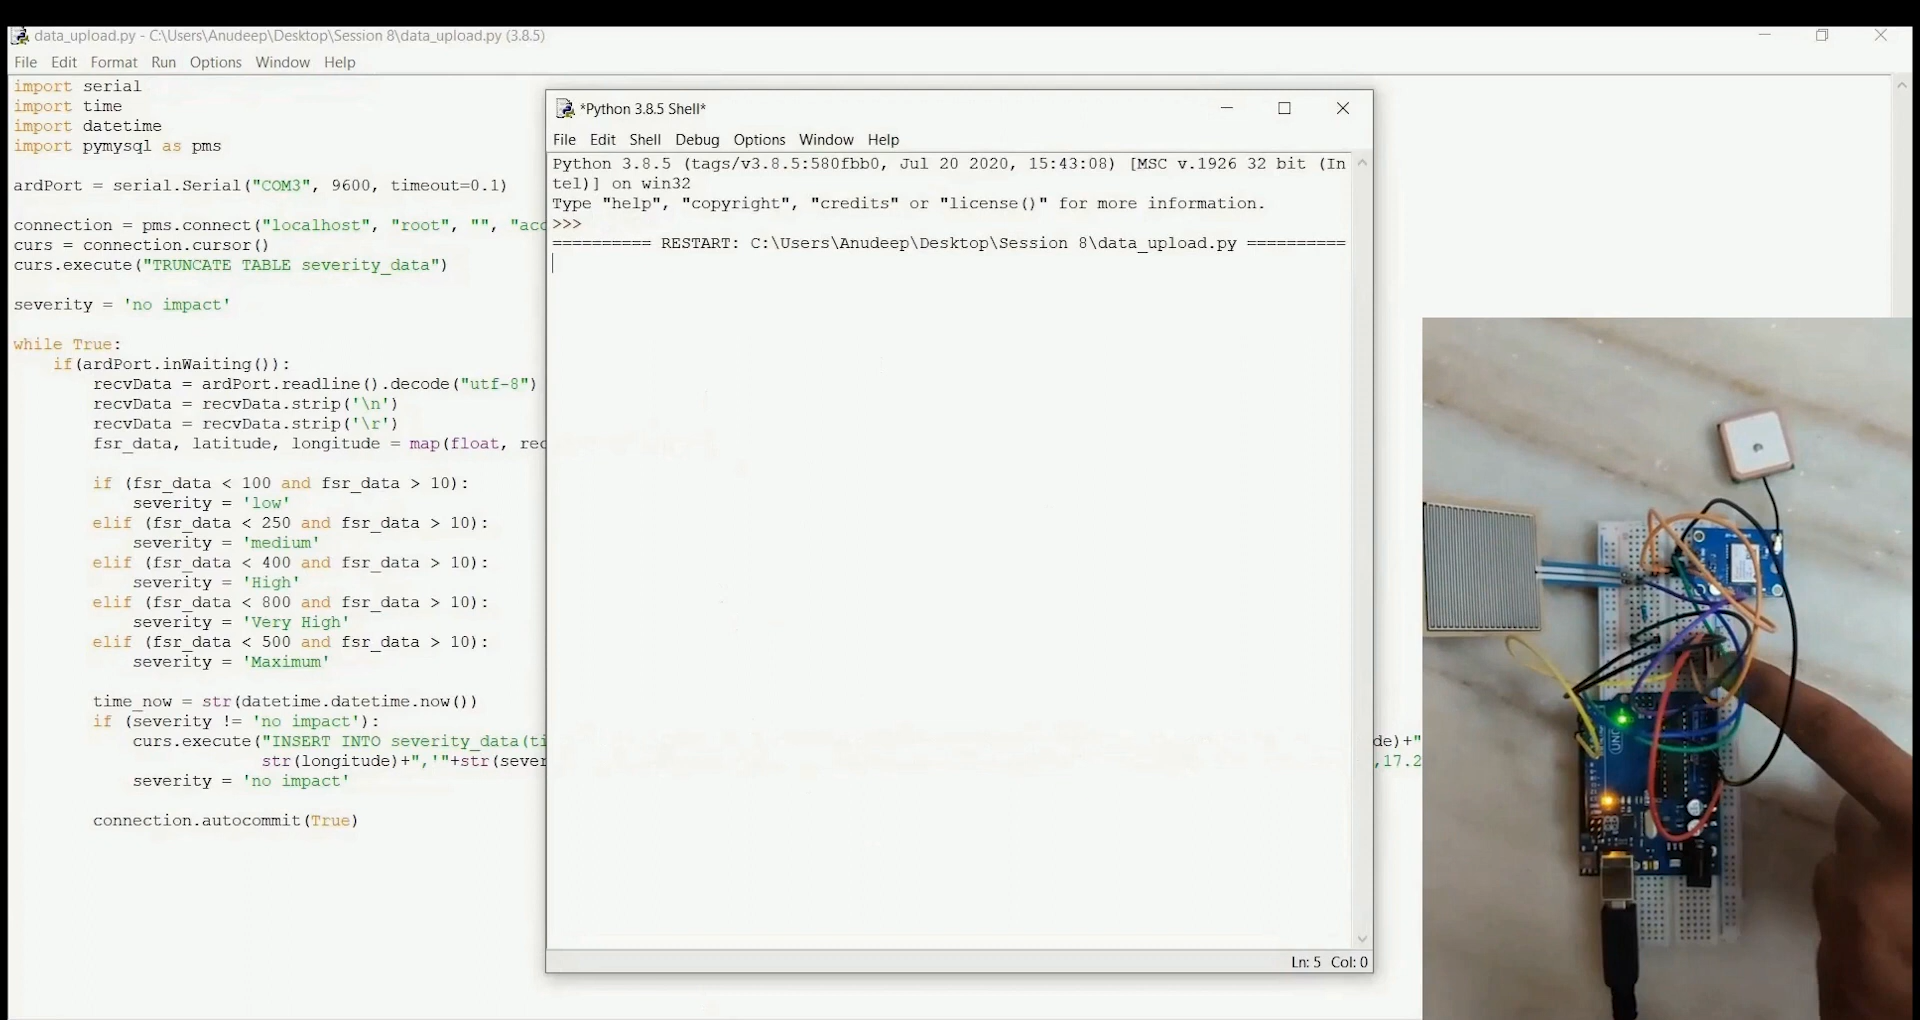 data_upload.py - C:\Users\Anudeep\Desktop\Session 8\data_upload.py (3.8.5)
File Edit Format Run Options Window Help
import serial
import time
import datetime
import pymysql as pms
ardPort = serial.Serial("COM3", 9600, timeout=0.1)
connection = pms.connect("localhost", "root", "", "acc
curs = connection.cursor()
curs.execute("TRUNCATE TABLE severity_data")
severity = 'no impact'
while True:
if(ardPort.inWaiting()):
recvData = ardPort.readline().decode("utf-8")
recvData = recvData.strip('\n')
recvData = recvData.strip('\r')
fsr_data, latitude, longitude = map(float, rec
if (fsr_data < 100 and fsr_data > 10):
severity = 'low'
elif (fsr_data < 250 and fsr_data > 10):
severity = 'medium'
elif (fsr_data < 400 and fsr_data > 10):
severity = 'High'
elif (fsr_data < 800 and fsr_data > 10):
severity = 'Very High'
elif (fsr_data < 500 and fsr_data > 10):
severity = 'Maximum'
time_now = str(datetime.datetime.now())
if (severity != 'no impact'):
curs.execute("INSERT INTO severity_data(ti
de)+"
str(longitude)+",'"+str(sever
,17.2
severity = 'no impact'
connection.autocommit(True)
*Python 3.8.5 Shell*
File Edit Shell Debug Options Window Help
Python 3.8.5 (tags/v3.8.5:580fbb0, Jul 20 2020, 15:43:08) [MSC v.1926 32 bit (In
tel)] on win32
Type "help", "copyright", "credits" or "license()" for more information.
>>>
========== RESTART: C:\Users\Anudeep\Desktop\Session 8\data_upload.py ==========
Ln: 5 Col: 0
UNO